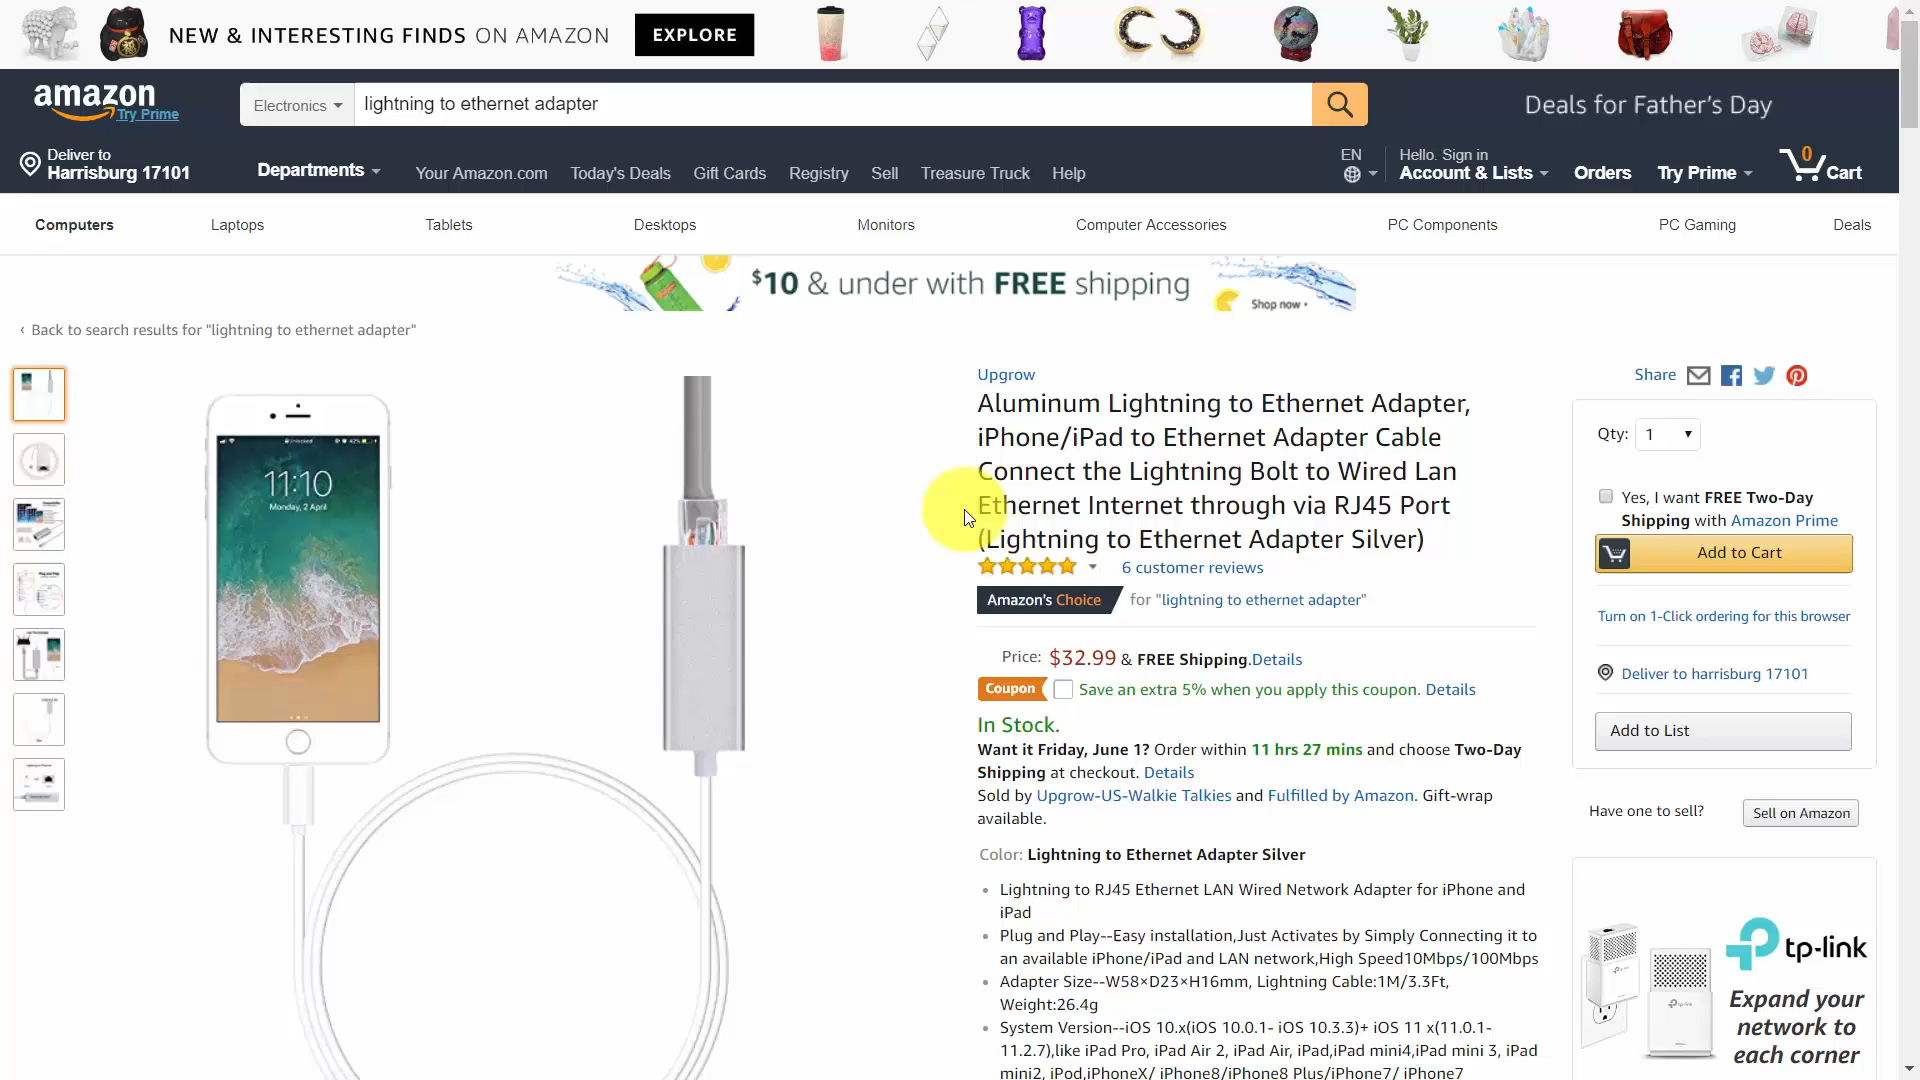 NEW & INTERESTING FINDS ON AMAZON
EXPLORE
amazon
Try Prime
Electronics
lightning to ethernet adapter
Deals for Father's Day
Deliver to
Harrisburg 17101
Departments
Your Amazon.com
Today's Deals
Gift Cards
Registry
Sell
Treasure Truck
Help
EN
Hello. Sign in
Account & Lists
Orders
Try Prime
0
Cart
Computers
Laptops
Tablets
Desktops
Monitors
Computer Accessories
PC Components
PC Gaming
Deals
$10 & under with FREE shipping
Shop now
‹ Back to search results for "lightning to ethernet adapter"
11:10
Monday, 2 April
Upgrow
Aluminum Lightning to Ethernet Adapter,
iPhone/iPad to Ethernet Adapter Cable
Connect the Lightning Bolt to Wired Lan
Ethernet Internet through via RJ45 Port
(Lightning to Ethernet Adapter Silver)
6 customer reviews
Amazon's Choice for "lightning to ethernet adapter"
Price: $32.99 & FREE Shipping. Details
Coupon Save an extra 5% when you apply this coupon. Details
In Stock.
Want it Friday, June 1? Order within 11 hrs 27 mins and choose Two-Day
Shipping at checkout. Details
Sold by Upgrow-US-Walkie Talkies and Fulfilled by Amazon. Gift-wrap
available.
Color: Lightning to Ethernet Adapter Silver
Lightning to RJ45 Ethernet LAN Wired Network Adapter for iPhone and
iPad
Plug and Play--Easy installation,Just Activates by Simply Connecting it to
an available iPhone/iPad and LAN network,High Speed10Mbps/100Mbps
Adapter Size--W58×D23×H16mm, Lightning Cable:1M/3.3Ft,
Weight:26.4g
System Version--iOS 10.x(iOS 10.0.1- iOS 10.3.3)+ iOS 11 x(11.0.1-
11.2.7),like iPad Pro, iPad Air 2, iPad Air, iPad,iPad mini4,iPad mini 3, iPad
mini2, iPod,iPhoneX/ iPhone8/iPhone8 Plus/iPhone7/ iPhone7
Share
Qty: 1
Yes, I want FREE Two-Day
Shipping with Amazon Prime
Add to Cart
Turn on 1-Click ordering for this browser
Deliver to harrisburg 17101
Add to List
Have one to sell?
Sell on Amazon
tp-link
Expand your
network to
each corner